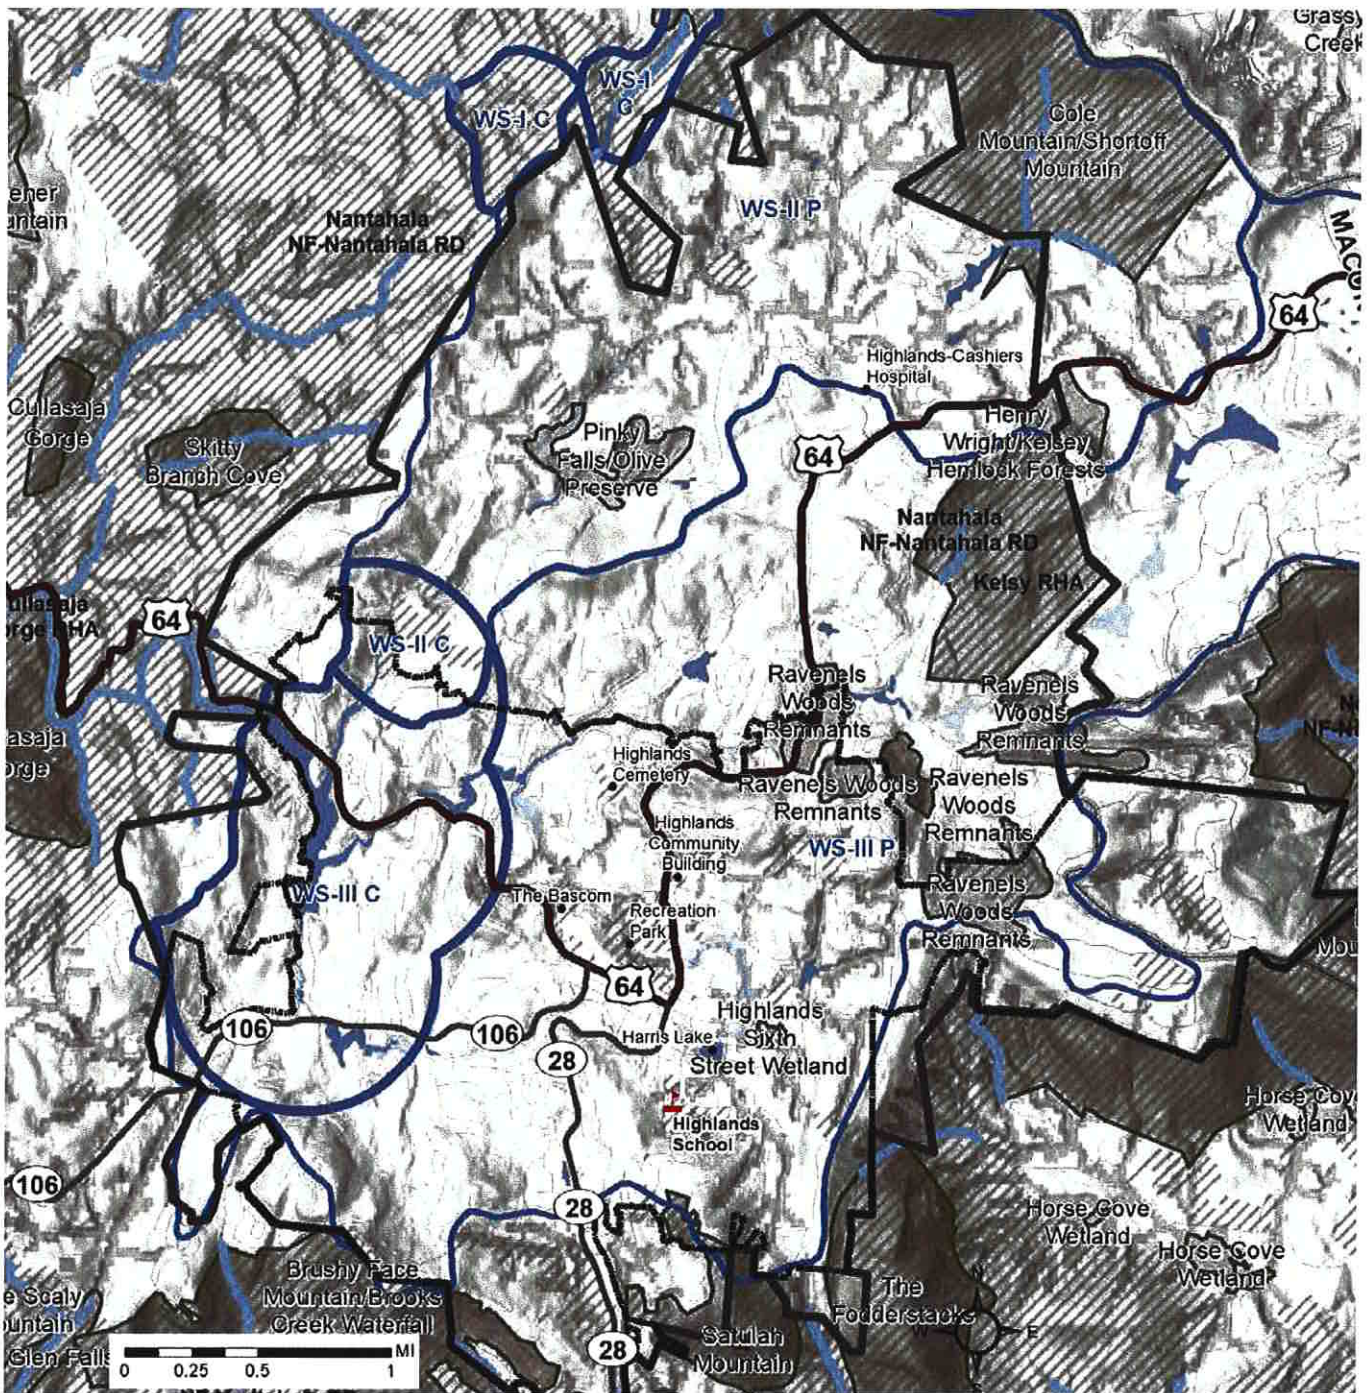 Grassy
Creek
WS-I
C
WS-I C
Cole
Mountain/Shortoff
Mountain
WS-II P
Nantahala
NF-Nantahala RD
64
Highlands-Cashiers
Hospital
Cullasaja
Gorge
Skitty
Branch Cove
Pinky
Falls/Olive
Preserve
64
Henry
Wright/Kelsey
Hemlock Forests
Nantahala
NF-Nantahala RD
Kelsy RHA
64
WS-II C
Ravenels
Woods
Remnants
Ravenels
Woods
Remnants
Highlands
Cemetery
Ravenels Woods
Remnants
Ravenels
Woods
Remnants
Highlands
Community
Building
WS-III P
WS-III C
The Bascom
Recreation
Park
Ravenels
Woods
Remnants
64
106
106
28
Harris Lake
Highlands
Sixth
Street Wetland
Highlands
School
106
28
Horse Cove
Wetland
Horse Cove
Wetland
Brushy Face
Mountain/Brooks
Creek Waterfall
The
Fodderstacks
N
W
E
S
Satulah
Mountain
28
Glen Falls
0 0.25 0.5 1 MI